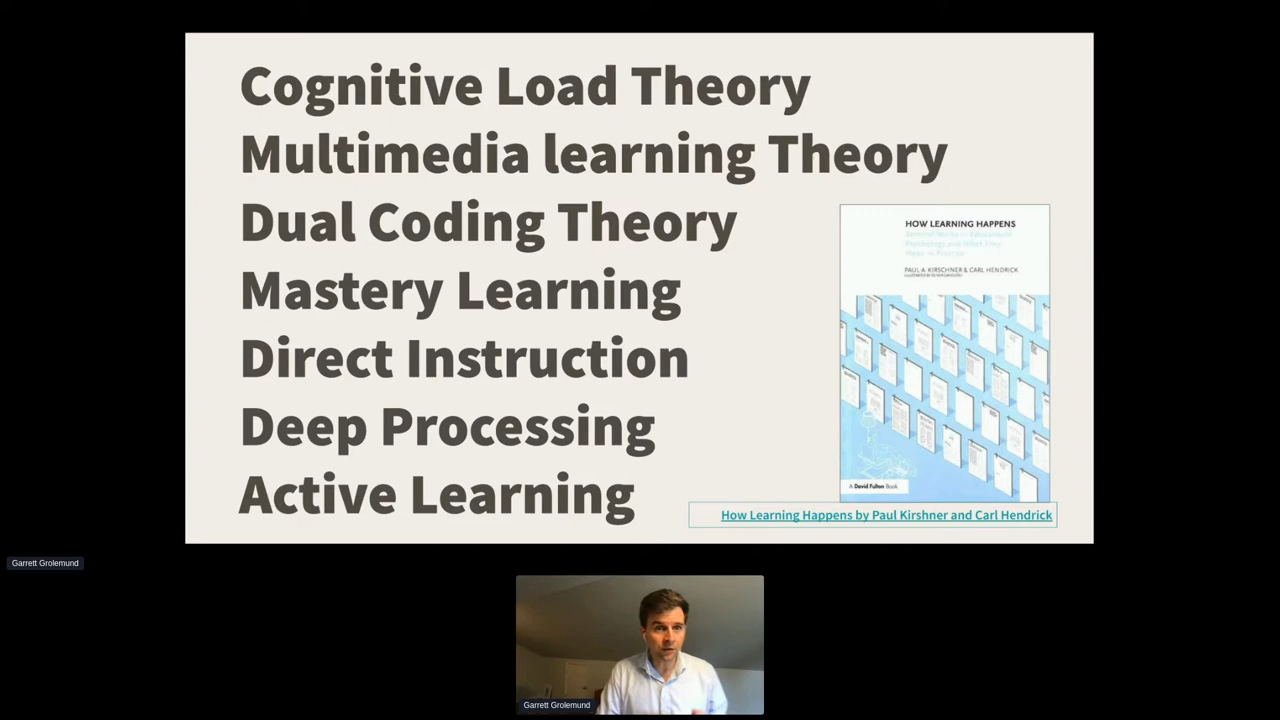 Cognitive Load Theory
Multimedia learning Theory
Dual Coding Theory
Mastery Learning
Direct Instruction
Deep Processing
Active Learning
HOW LEARNING HAPPENS
PAUL A. KIRSCHNER & CARL HENDRICK
A David Fulton Book
How Learning Happens by Paul Kirshner and Carl Hendrick
Garrett Grolemund
Garrett Grolemund